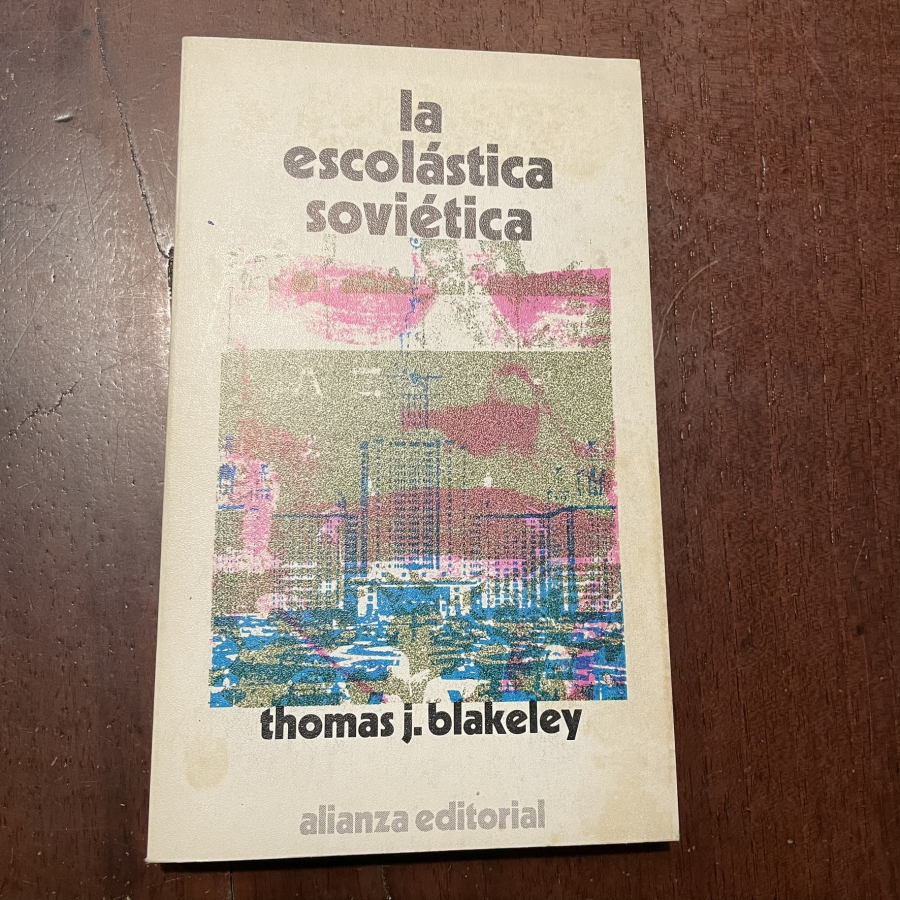 la
escolástica
soviética
thomas j. blakeley
alianza editorial